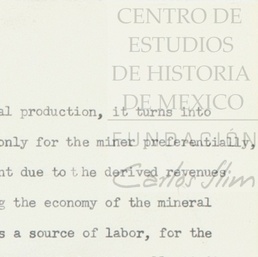 CENTRO DE
ESTUDIOS
DE HISTORIA
DE MEXICO
FUNDACIÓN
Carlos Slim
al production, it turns into
only for the miner preferentially,
nt due to the derived revenues
g the economy of the mineral
s a source of labor, for the